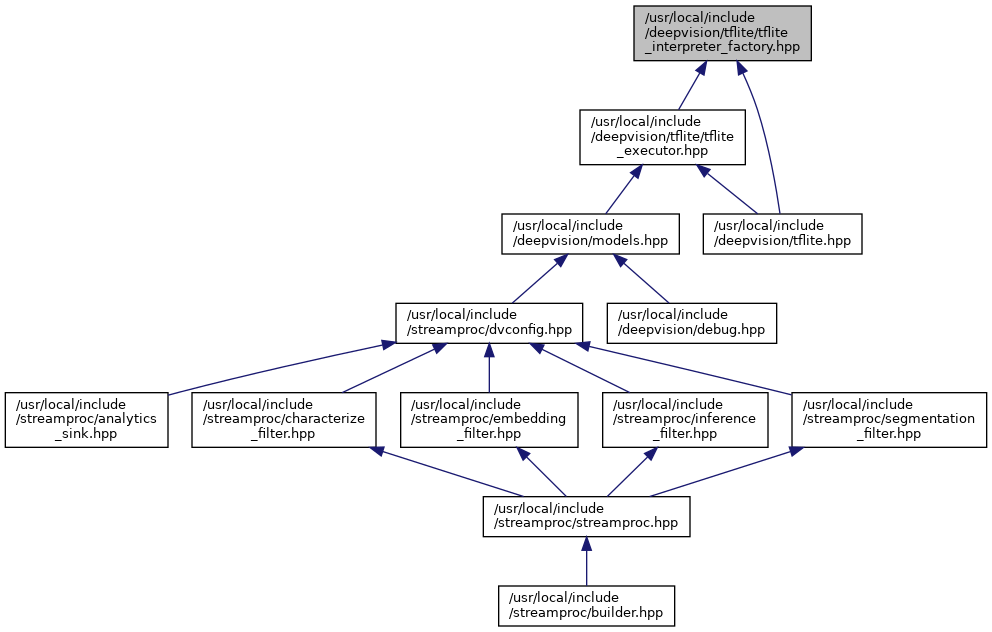 /usr/local/include
/deepvision/tflite/tflite
_interpreter_factory.hpp
/usr/local/include
/deepvision/tflite/tflite
_executor.hpp
/usr/local/include
/deepvision/models.hpp
/usr/local/include
/deepvision/tflite.hpp
/usr/local/include
/streamproc/dvconfig.hpp
/usr/local/include
/deepvision/debug.hpp
/usr/local/include
/streamproc/analytics
_sink.hpp
/usr/local/include
/streamproc/characterize
_filter.hpp
/usr/local/include
/streamproc/embedding
_filter.hpp
/usr/local/include
/streamproc/inference
_filter.hpp
/usr/local/include
/streamproc/segmentation
_filter.hpp
/usr/local/include
/streamproc/streamproc.hpp
/usr/local/include
/streamproc/builder.hpp